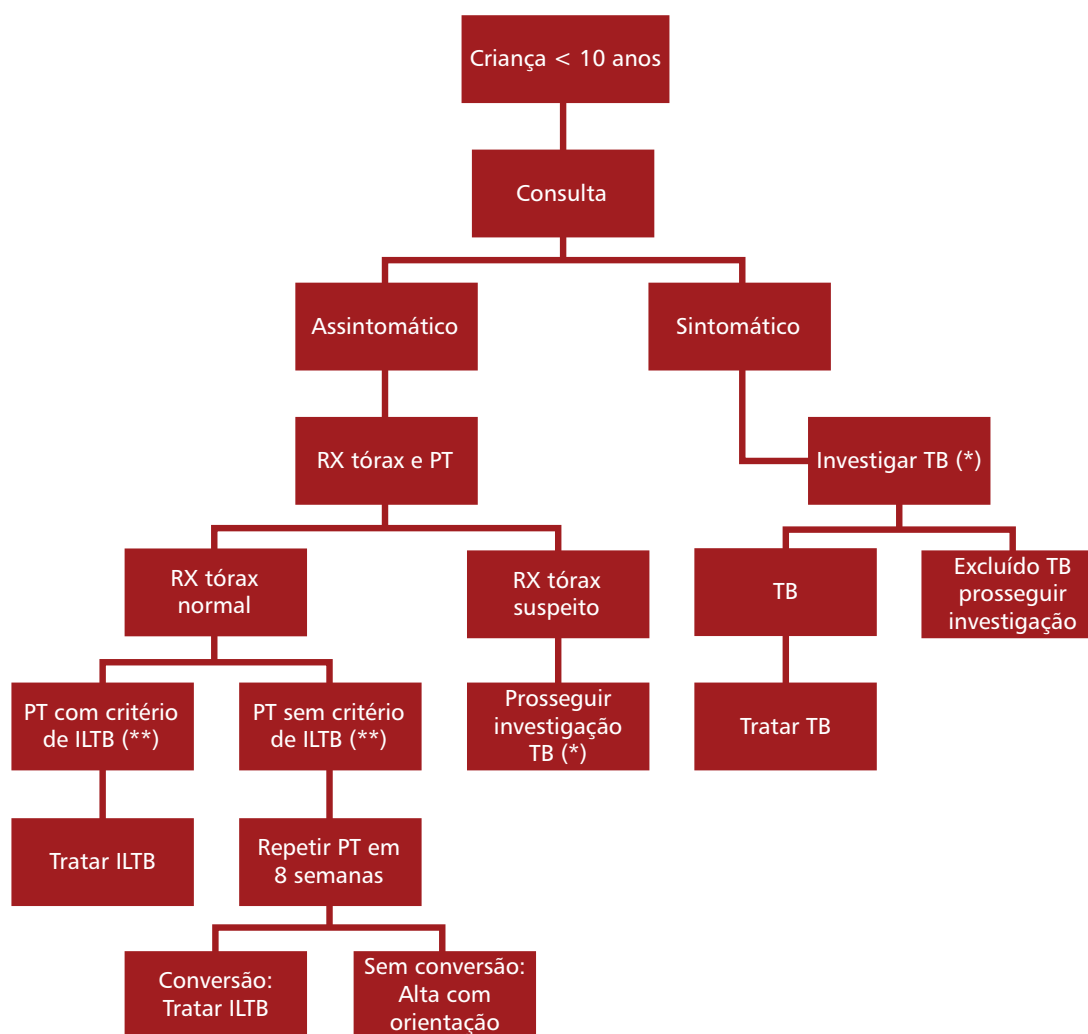 Criança < 10 anos
Consulta
Assintomático
Sintomático
RX tórax e PT
Investigar TB (*)
RX tórax
normal
RX tórax
suspeito
TB
Excluído TB
prosseguir
investigação
PT com critério
de ILTB (**)
PT sem critério
de ILTB (**)
Prosseguir
investigação
TB (*)
Tratar TB
Tratar ILTB
Repetir PT em
8 semanas
Conversão:
Tratar ILTB
Sem conversão:
Alta com
orientação